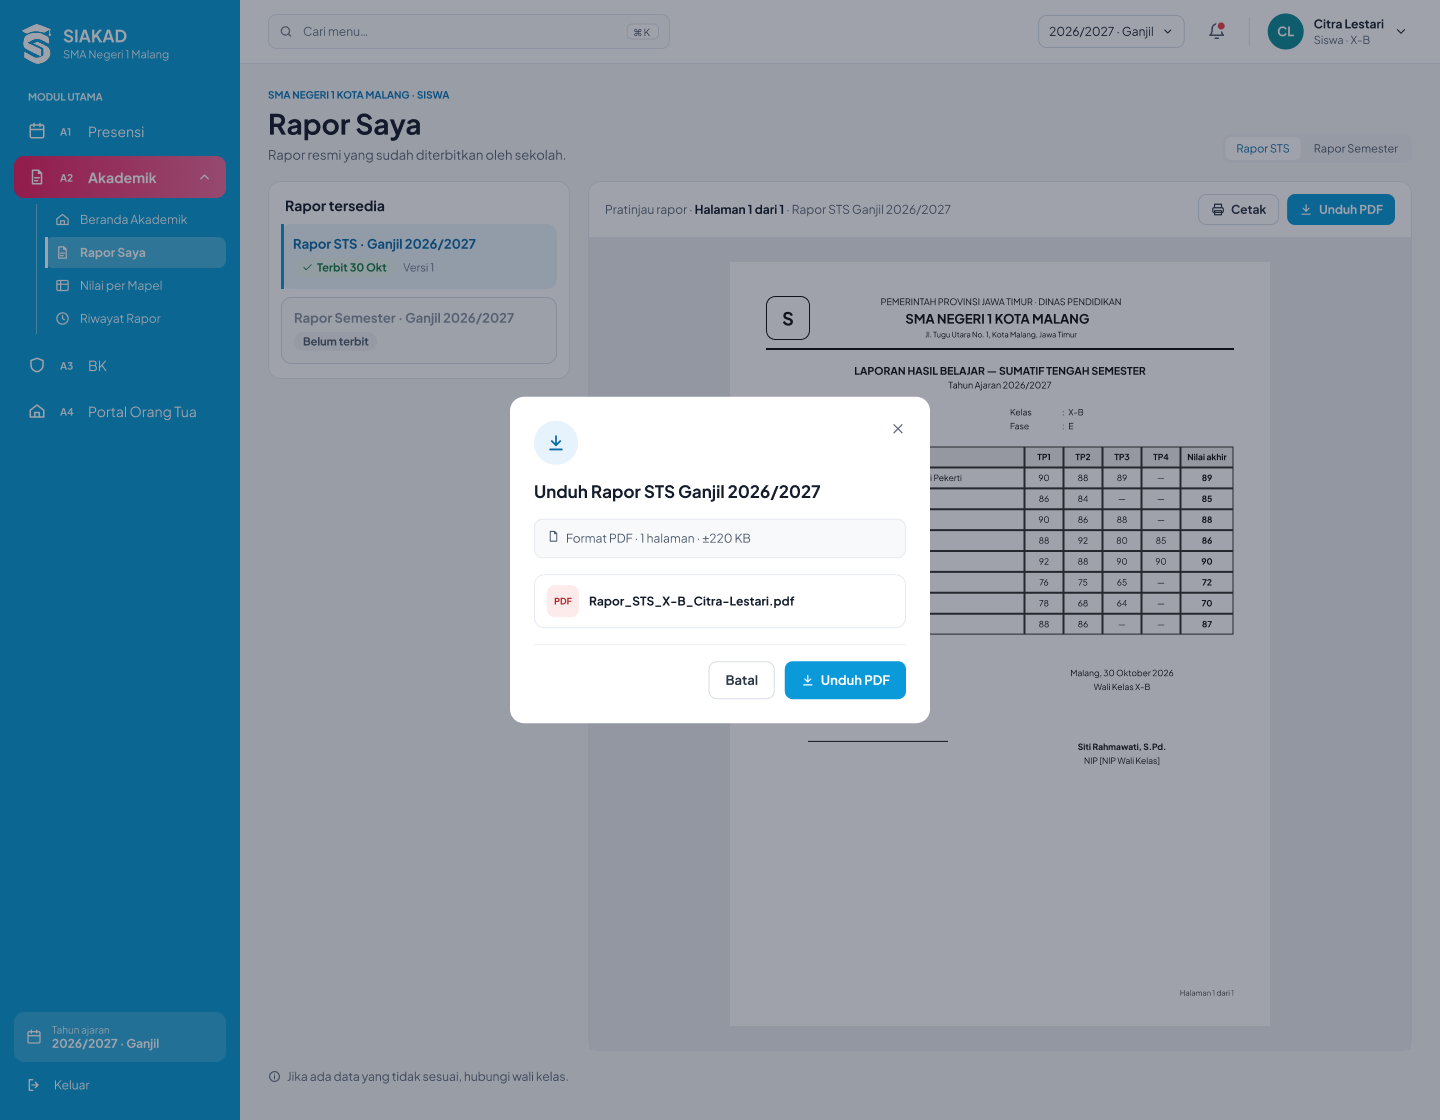 SIAKAD
SMA Negeri 1 Malang
MODUL UTAMA
A1 Presensi
A2 Akademik
Beranda Akademik
Rapor Saya
Nilai per Mapel
Riwayat Rapor
A3 BK
A4 Portal Orang Tua
Tahun ajaran
2026/2027 · Ganjil
Keluar
Cari menu...
⌘ K
2026/2027 · Ganjil
CL
Citra Lestari
Siswa · X-B
SMA NEGERI 1 KOTA MALANG · SISWA
Rapor Saya
Rapor resmi yang sudah diterbitkan oleh sekolah.
Rapor STS
Rapor Semester
Rapor tersedia
Rapor STS · Ganjil 2026/2027
Terbit 30 Okt
Versi 1
Rapor Semester · Ganjil 2026/2027
Belum terbit
Pratinjau rapor · Halaman 1 dari 1 · Rapor STS Ganjil 2026/2027
Cetak
Unduh PDF
S
PEMERINTAH PROVINSI JAWA TIMUR · DINAS PENDIDIKAN
SMA NEGERI 1 KOTA MALANG
Jl. Tugu Utara No. 1, Kota Malang, Jawa Timur
LAPORAN HASIL BELAJAR — SUMATIF TENGAH SEMESTER
Tahun Ajaran 2026/2027
Kelas : X-B
Fase : E
TP1 TP2 TP3 TP4 Nilai akhir
Pekerti 90 88 89 — 89
86 84 — — 85
90 86 88 — 88
88 92 80 85 86
92 88 90 90 90
76 75 65 — 72
78 68 64 — 70
88 86 — — 87
Malang, 30 Oktober 2026
Wali Kelas X-B
Siti Rahmawati, S.Pd.
NIP [NIP Wali Kelas]
Halaman 1 dari 1
Unduh Rapor STS Ganjil 2026/2027
Format PDF · 1 halaman · ±220 KB
PDF
Rapor_STS_X-B_Citra-Lestari.pdf
Batal
Unduh PDF
Jika ada data yang tidak sesuai, hubungi wali kelas.